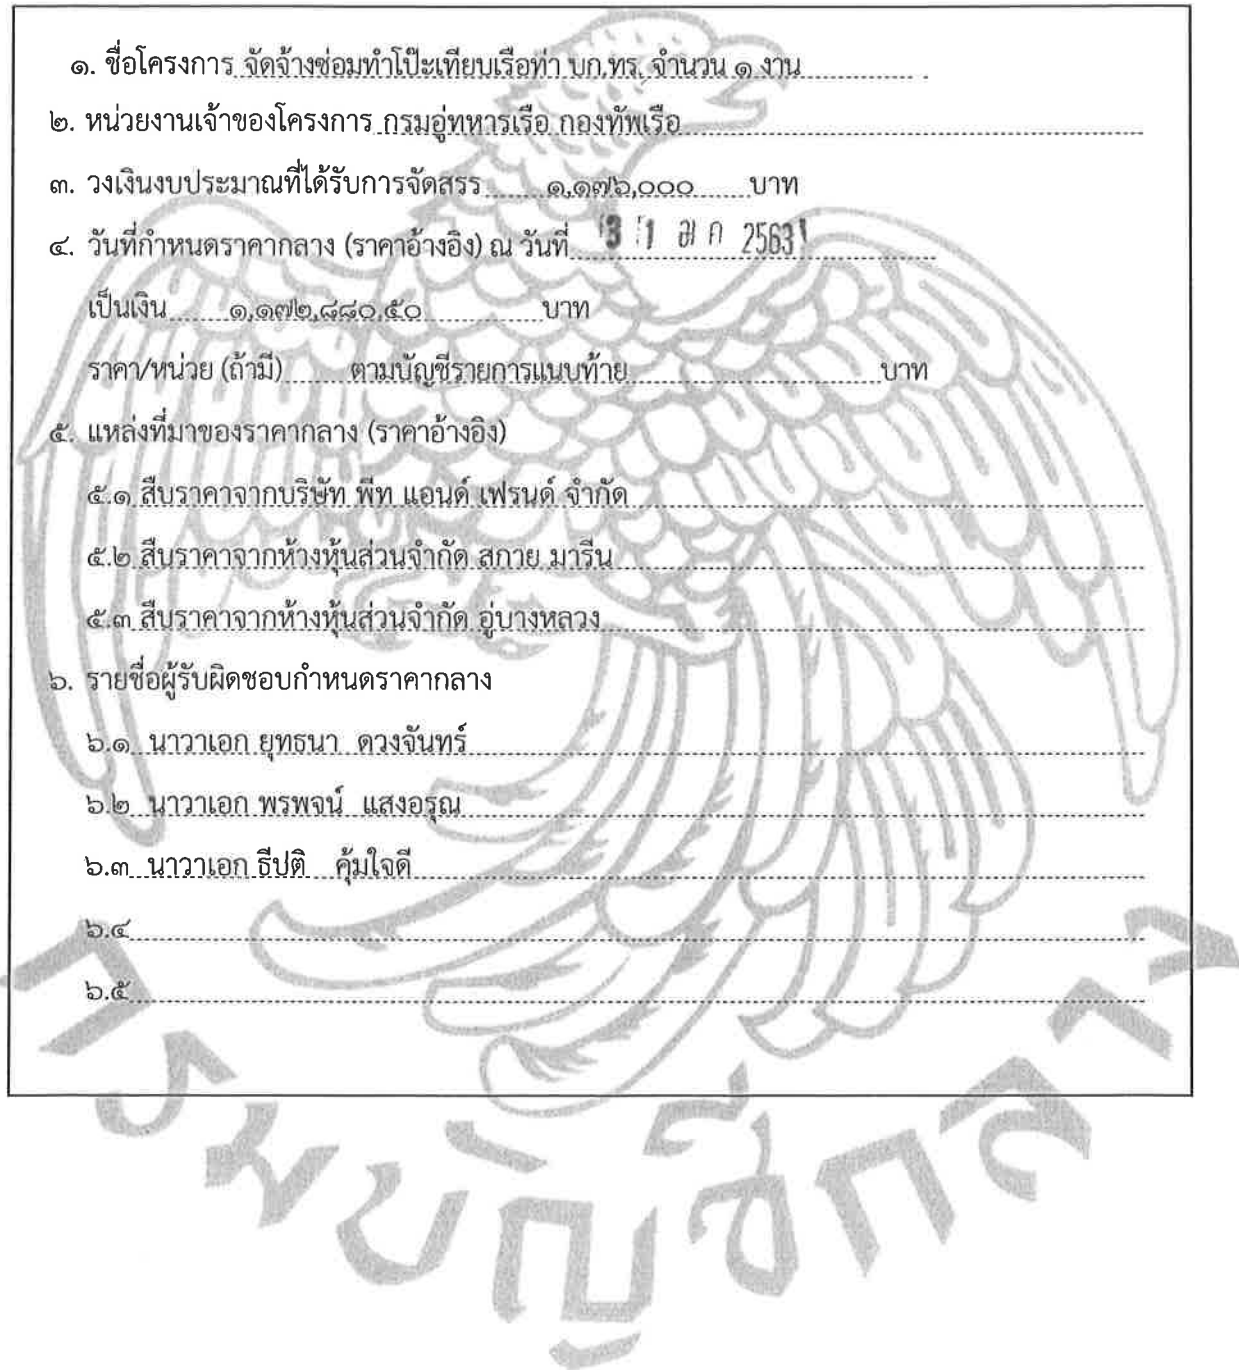 ๑. ชื่อโครงการ จัดจ้างซ่อมทำโป๊ะเทียบเรือท่า บก.ทร. จำนวน ๑ งาน
๒. หน่วยงานเจ้าของโครงการ กรมอู่ทหารเรือ กองทัพเรือ
๓. วงเงินงบประมาณที่ได้รับการจัดสรร ๑,๑๗๖,๐๐๐ บาท
๔. วันที่กำหนดราคากลาง (ราคาอ้างอิง) ณ วันที่ 31 มค 2563
เป็นเงิน ๑,๑๗๒,๘๘๐.๕๐ บาท
ราคา/หน่วย (ถ้ามี) ตามบัญชีรายการแนบท้าย บาท
๕. แหล่งที่มาของราคากลาง (ราคาอ้างอิง)
๕.๑ สืบราคาจากบริษัท พีท แอนด์ เฟรนด์ จำกัด
๕.๒ สืบราคาจากห้างหุ้นส่วนจำกัด สกาย มารีน
๕.๓ สืบราคาจากห้างหุ้นส่วนจำกัด อู่บางหลวง
๖. รายชื่อผู้รับผิดชอบกำหนดราคากลาง
๖.๑ นาวาเอก ยุทธนา ดวงจันทร์
๖.๒ นาวาเอก พรพจน์ แสงอรุณ
๖.๓ นาวาเอก ธีปติ คุ้มใจดี
๖.๔
๖.๕
กรมบัญชีกลาง